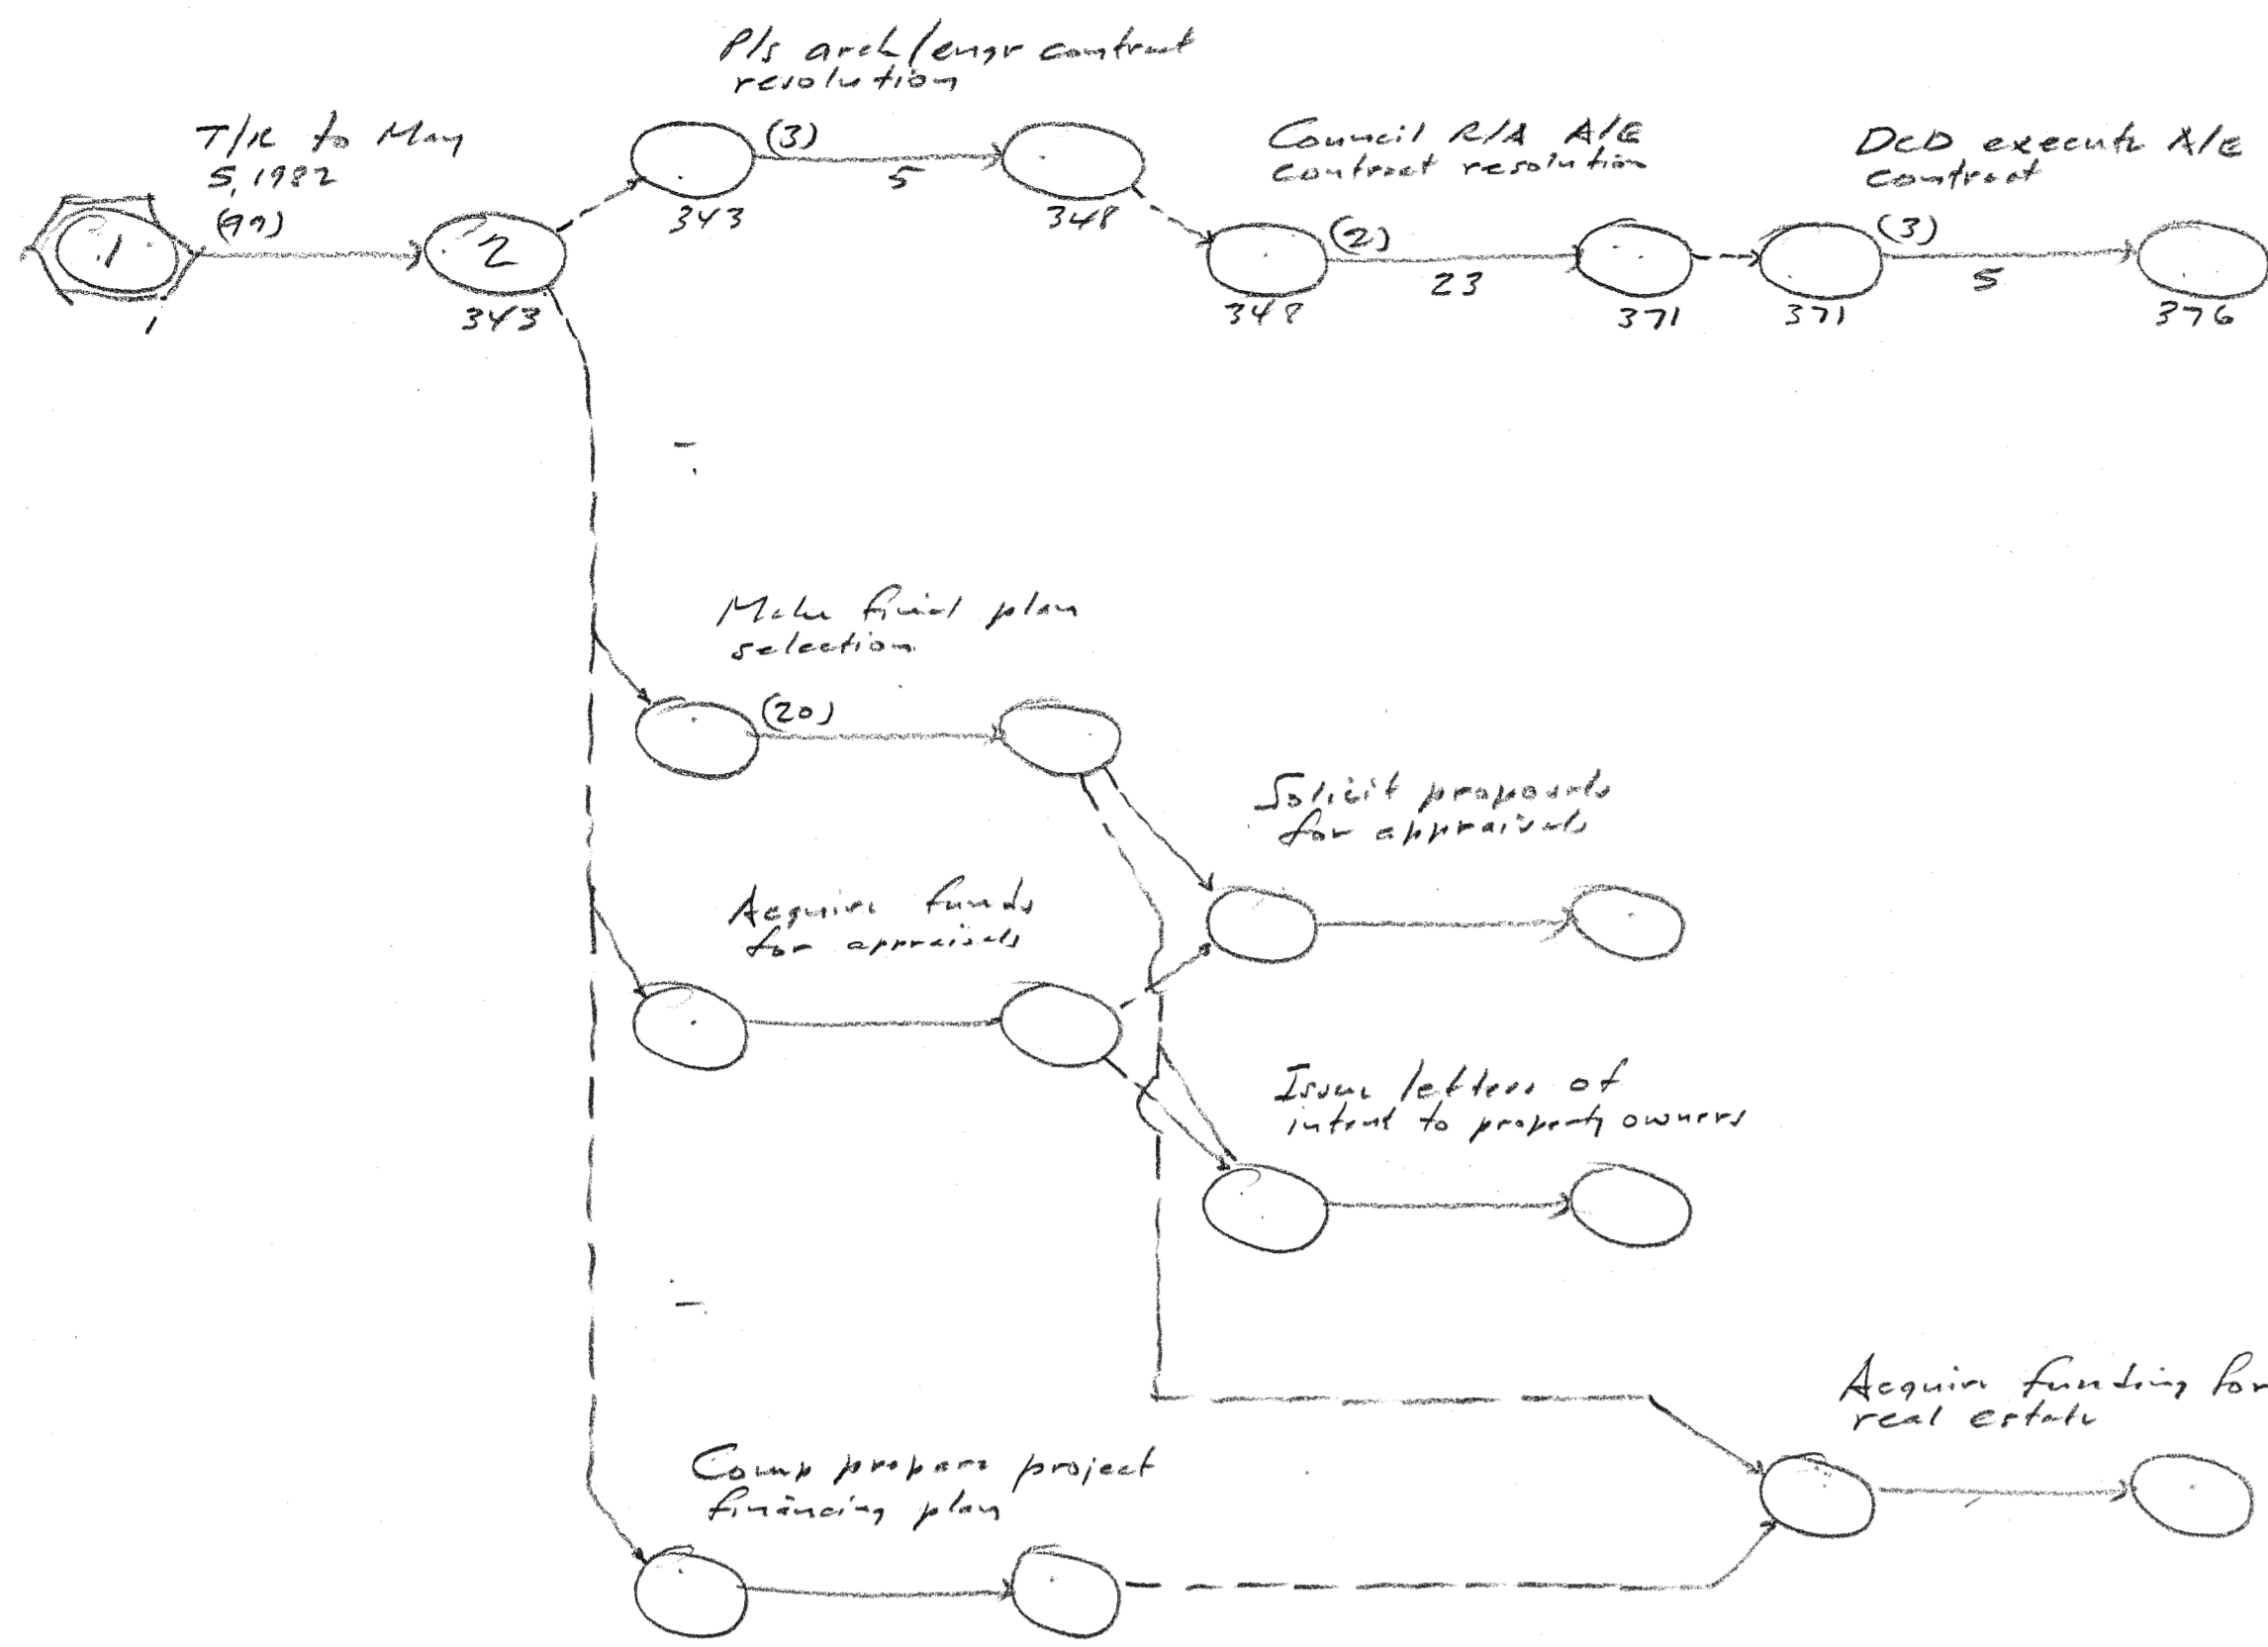 P/s arch/engr contract
resolution
T/R to May
5, 1982
(99)
1
1
2
343
(3)
5
343
348
Council R/A A/E
contract resolution
(2)
23
348
371
DCD execute A/E
contract
(3)
5
371
376
Make final plan
selection
(20)
Solicit proposals
for appraisals
Acquire funds
for appraisals
Issue letters of
intent to property owners
Acquire funding for
real estate
Comp prepare project
financing plan